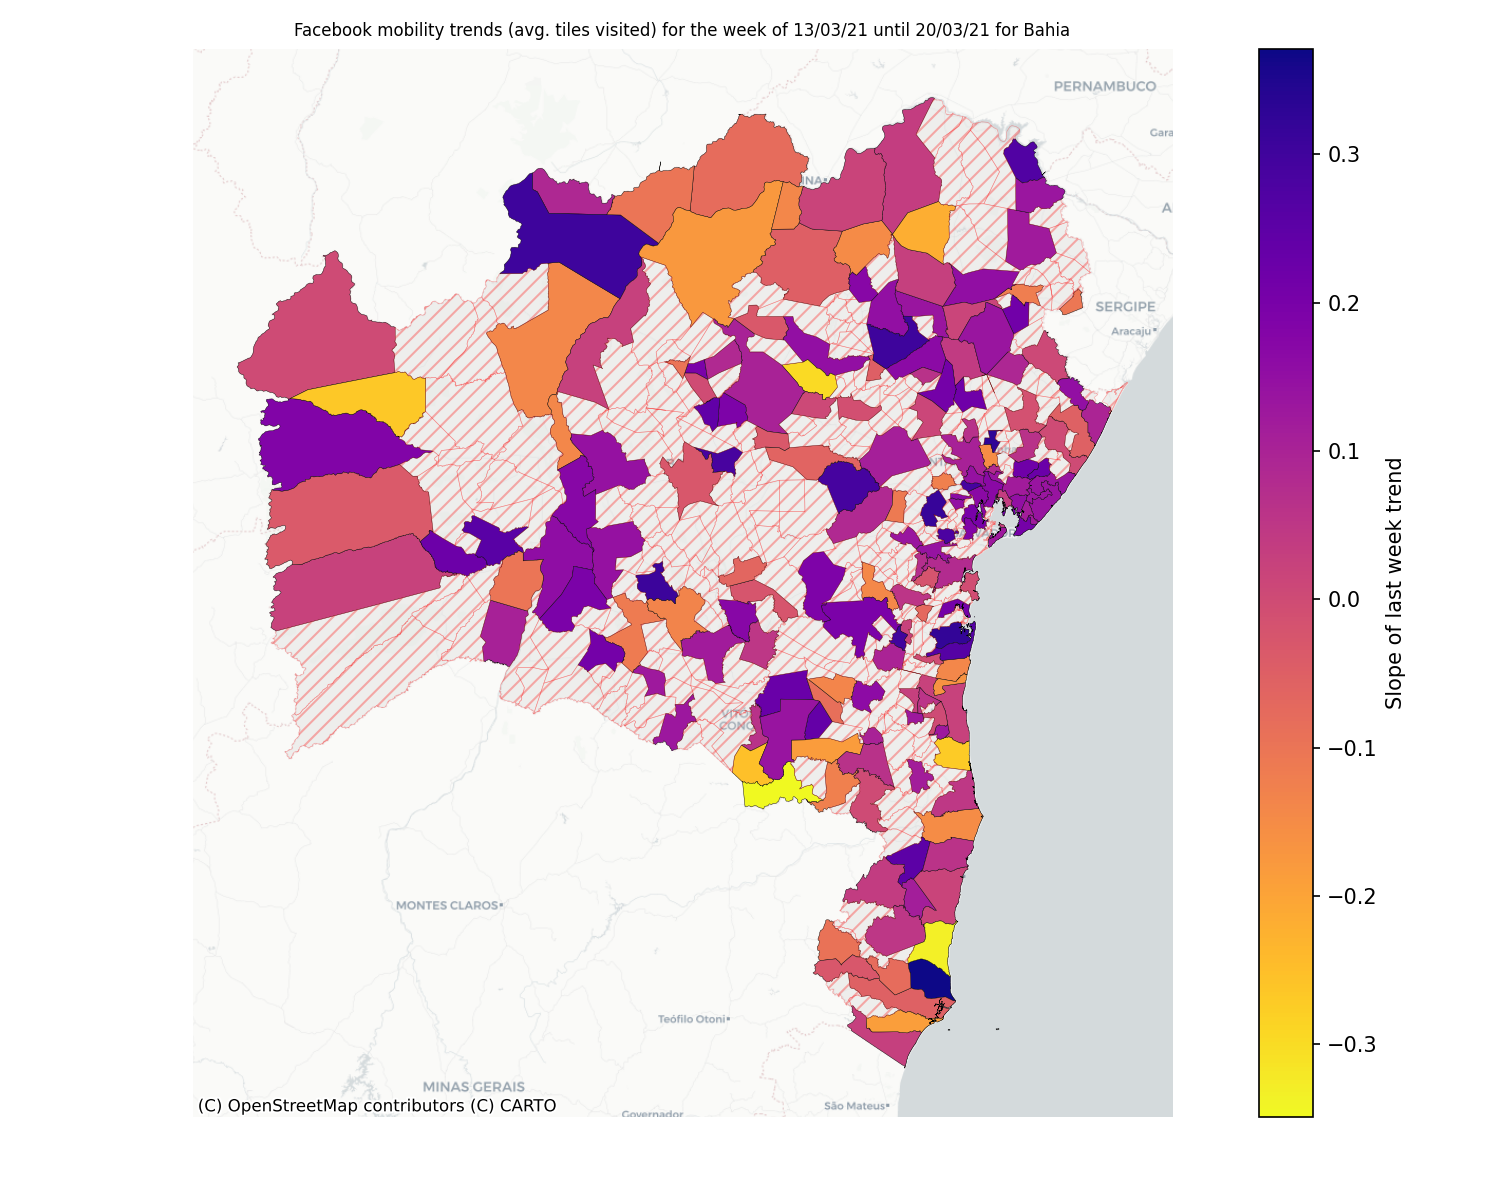 Facebook mobility trends (avg. tiles visited) for the week of 13/03/21 until 20/03/21 for Bahia
PERNAMBUCO
Gara
INA
A
SERGIPE
Aracaju
MONTES CLAROS
Teófilo Otoni
MINAS GERAIS
São Mateus
Governador
(C) OpenStreetMap contributors (C) CARTO
0.3
0.2
0.1
0.0
−0.1
−0.2
−0.3
Slope of last week trend